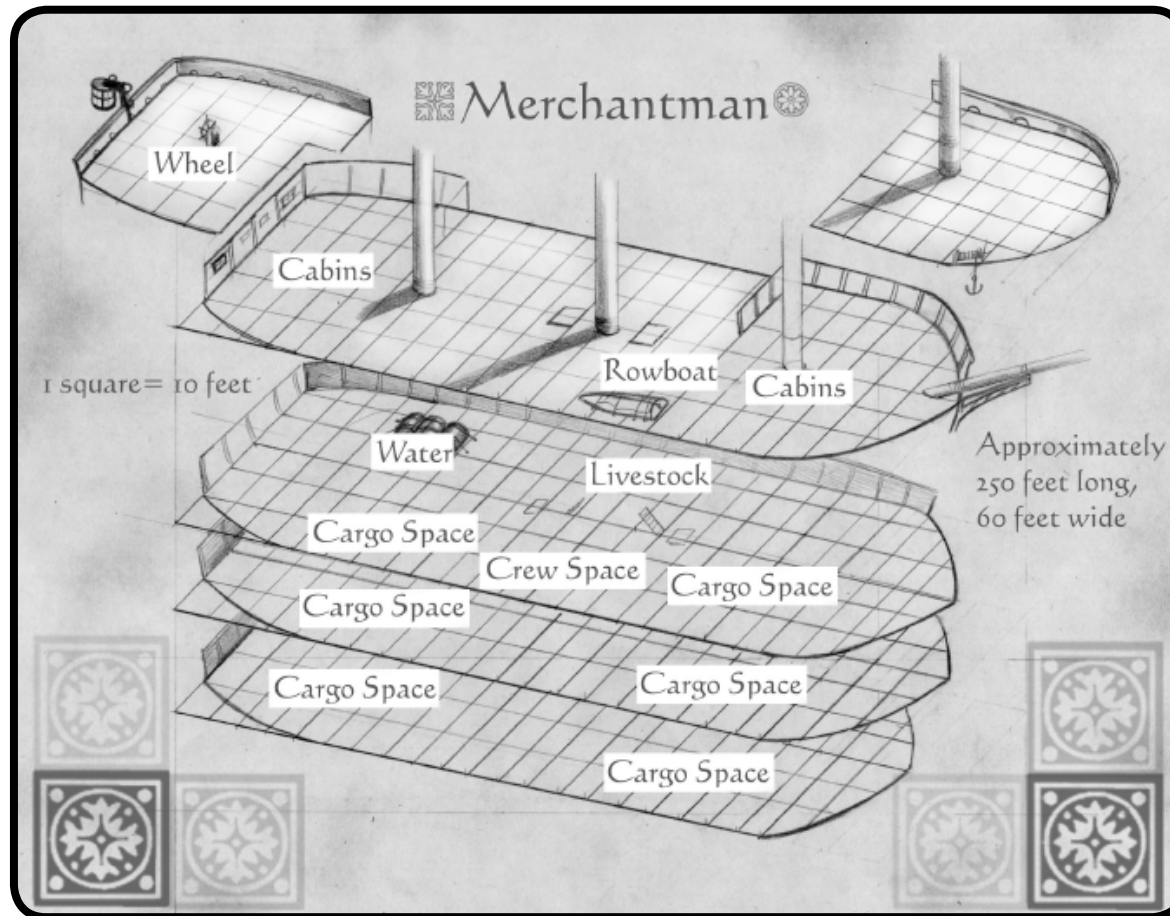 Merchantman
Wheel
Cabins
Rowboat
Cabins
1 square= 10 feet
Water
Livestock
Approximately
250 feet long,
60 feet wide
Cargo Space
Crew Space
Cargo Space
Cargo Space
Cargo Space
Cargo Space
Cargo Space